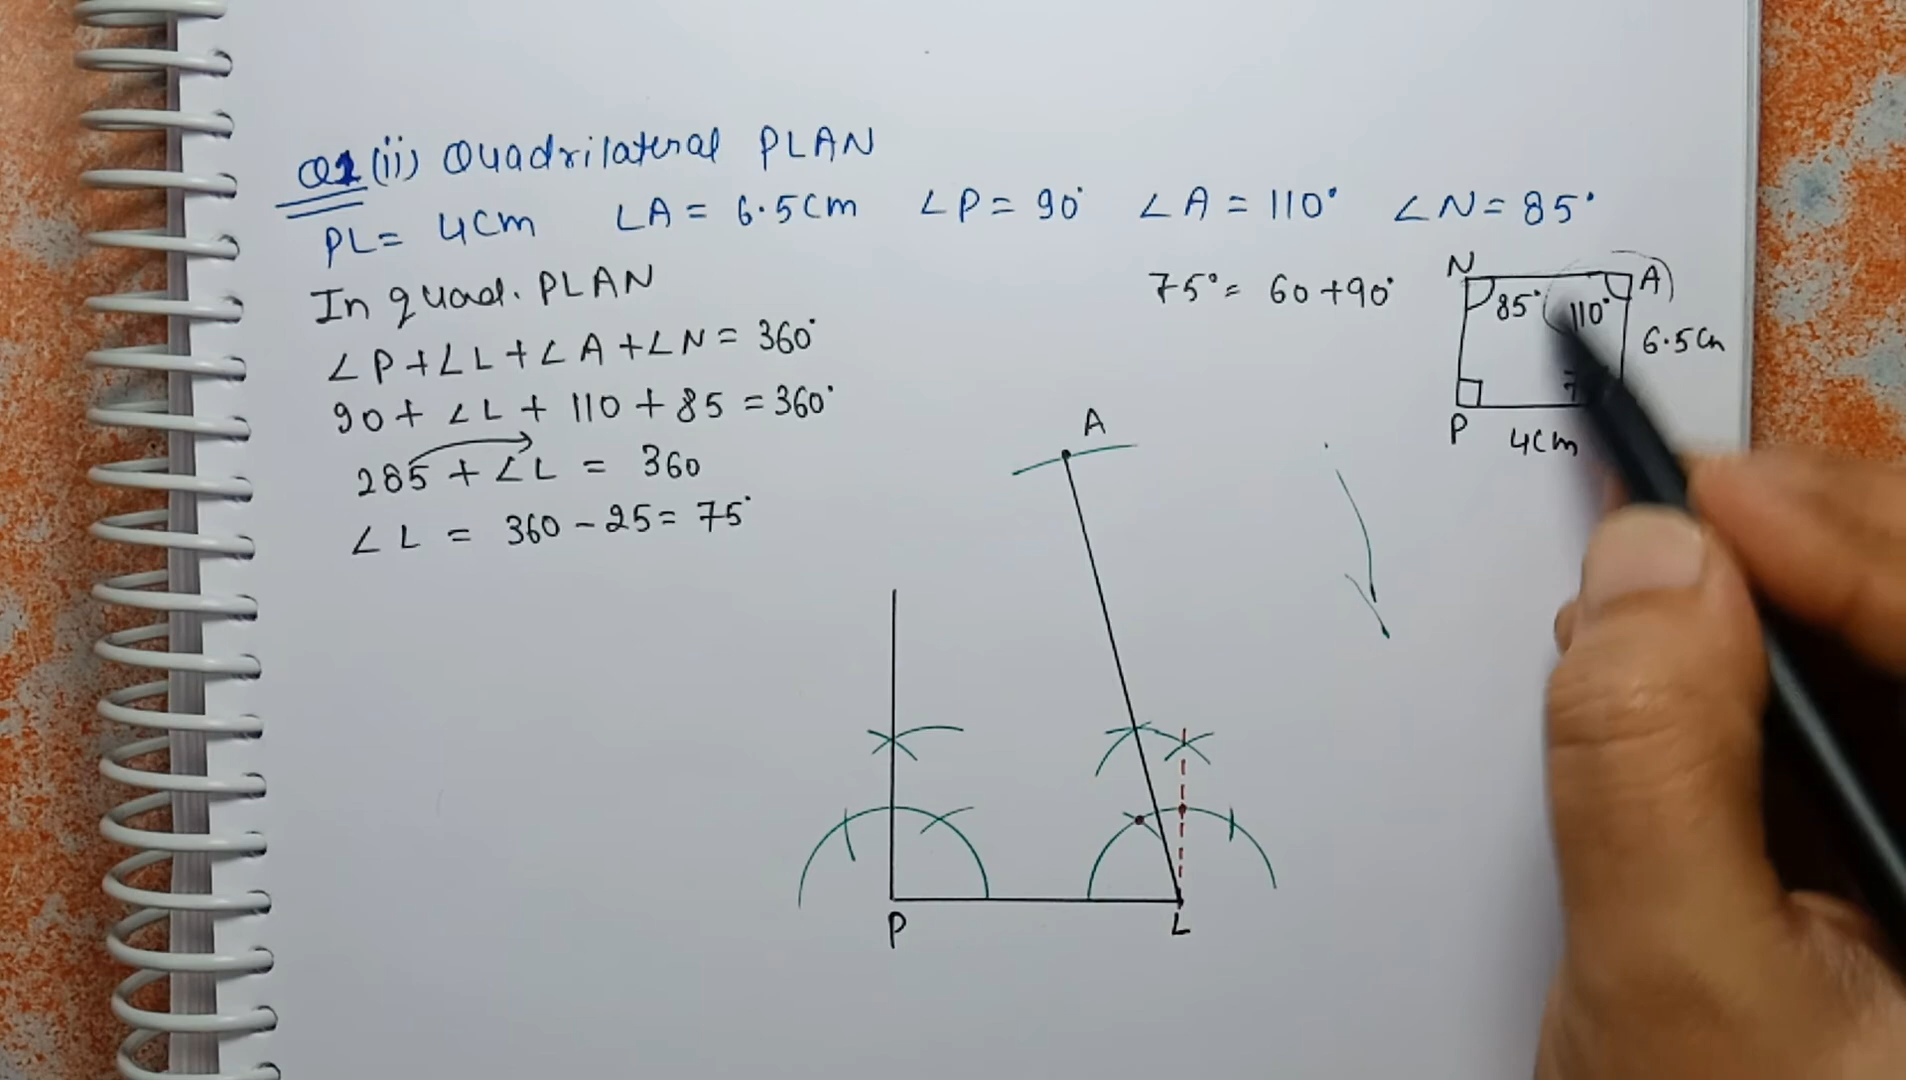 Q1 (ii) Quadrilateral PLAN
PL= 4cm LA= 6.5cm ∠P= 90° ∠A = 110° ∠N= 85°
In quad. PLAN
∠P+∠L+∠A+∠N= 360°
90+ ∠L+ 110+85 =360°
285 + ∠L = 360
∠L = 360-25= 75°
75°= 60+90°
N A
85° 110°
6.5cm
7
P 4cm
A
P L